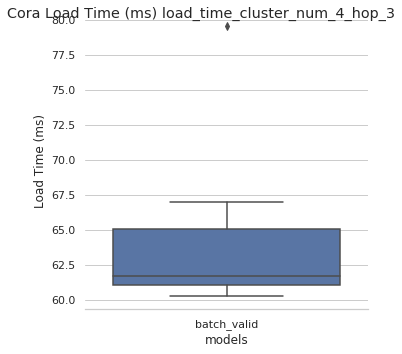 Cora Load Time (ms) load_time_cluster_num_4_hop_3
80.0
77.5
75.0
72.5
70.0
67.5
65.0
62.5
60.0
Load Time (ms)
batch_valid
models